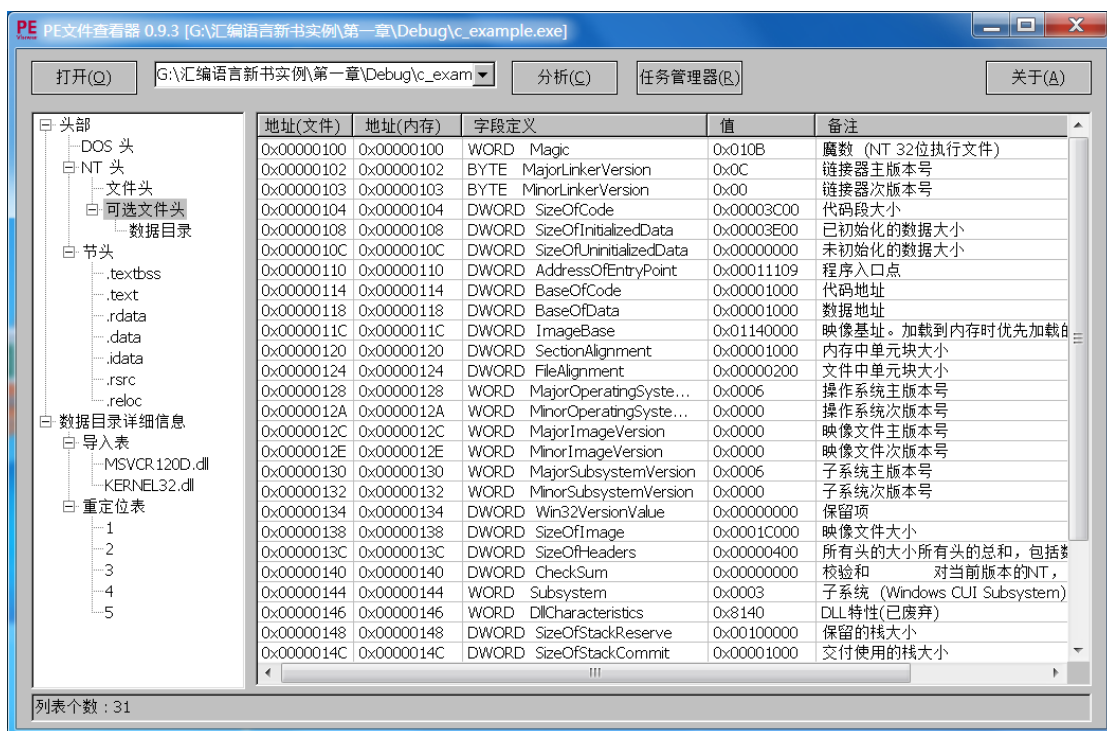 PE PE文件查看器 0.9.3 [G:\汇编语言新书实例\第一章\Debug\c_example.exe]
打开(O) G:\汇编语言新书实例\第一章\Debug\c_exam 分析(C) 任务管理器(R) 关于(A)
头部
DOS 头
NT 头
文件头
可选文件头
数据目录
节头
.textbss
.text
.rdata
.data
.idata
.rsrc
.reloc
数据目录详细信息
导入表
MSVCR120D.dll
KERNEL32.dll
重定位表
1
2
3
4
5
地址(文件) 地址(内存) 字段定义 值 备注
0x00000100 0x00000100 WORD Magic 0x010B 魔数 (NT 32位执行文件)
0x00000102 0x00000102 BYTE MajorLinkerVersion 0x0C 链接器主版本号
0x00000103 0x00000103 BYTE MinorLinkerVersion 0x00 链接器次版本号
0x00000104 0x00000104 DWORD SizeOfCode 0x00003C00 代码段大小
0x00000108 0x00000108 DWORD SizeOfInitializedData 0x00003E00 已初始化的数据大小
0x0000010C 0x0000010C DWORD SizeOfUninitializedData 0x00000000 未初始化的数据大小
0x00000110 0x00000110 DWORD AddressOfEntryPoint 0x00011109 程序入口点
0x00000114 0x00000114 DWORD BaseOfCode 0x00001000 代码地址
0x00000118 0x00000118 DWORD BaseOfData 0x00001000 数据地址
0x0000011C 0x0000011C DWORD ImageBase 0x01140000 映像基址。加载到内存时优先加载的
0x00000120 0x00000120 DWORD SectionAlignment 0x00001000 内存中单元块大小
0x00000124 0x00000124 DWORD FileAlignment 0x00000200 文件中单元块大小
0x00000128 0x00000128 WORD MajorOperatingSyste... 0x0006 操作系统主版本号
0x0000012A 0x0000012A WORD MinorOperatingSyste... 0x0000 操作系统次版本号
0x0000012C 0x0000012C WORD MajorImageVersion 0x0000 映像文件主版本号
0x0000012E 0x0000012E WORD MinorImageVersion 0x0000 映像文件次版本号
0x00000130 0x00000130 WORD MajorSubsystemVersion 0x0006 子系统主版本号
0x00000132 0x00000132 WORD MinorSubsystemVersion 0x0000 子系统次版本号
0x00000134 0x00000134 DWORD Win32VersionValue 0x00000000 保留项
0x00000138 0x00000138 DWORD SizeOfImage 0x0001C000 映像文件大小
0x0000013C 0x0000013C DWORD SizeOfHeaders 0x00000400 所有头的大小所有头的总和，包括数
0x00000140 0x00000140 DWORD CheckSum 0x00000000 校验和 对当前版本的NT，
0x00000144 0x00000144 WORD Subsystem 0x0003 子系统 (Windows CUI Subsystem)
0x00000146 0x00000146 WORD DllCharacteristics 0x8140 DLL特性(已废弃)
0x00000148 0x00000148 DWORD SizeOfStackReserve 0x00100000 保留的栈大小
0x0000014C 0x0000014C DWORD SizeOfStackCommit 0x00001000 交付使用的栈大小
列表个数：31